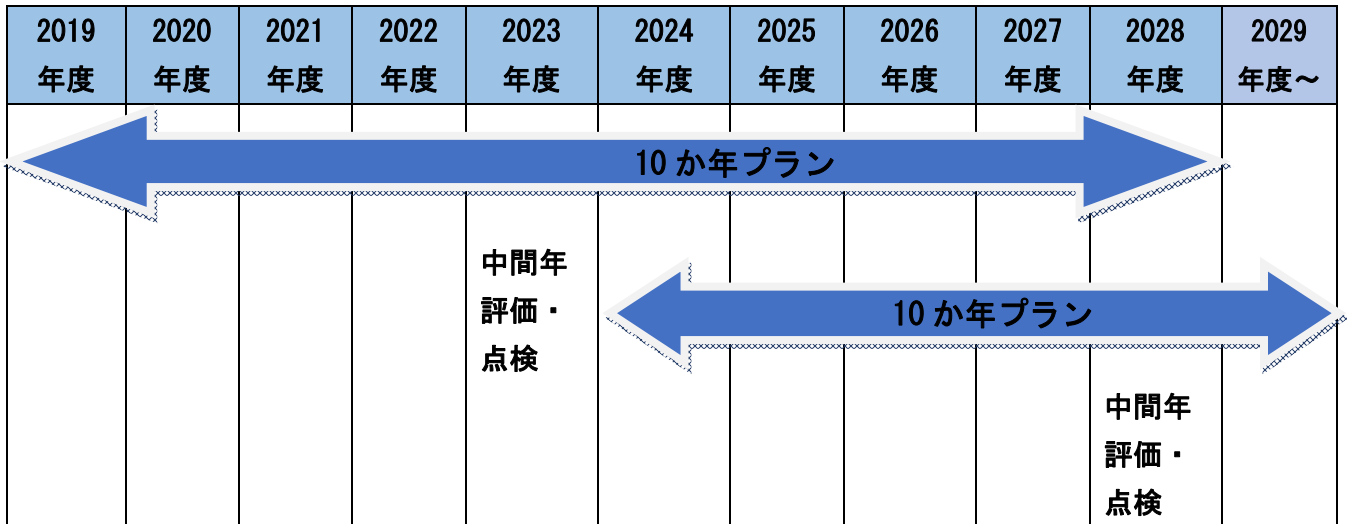 2019
年度
2020
年度
2021
年度
2022
年度
2023
年度
2024
年度
2025
年度
2026
年度
2027
年度
2028
年度
2029
年度～
10か年プラン
中間年
評価・
点検
10か年プラン
中間年
評価・
点検